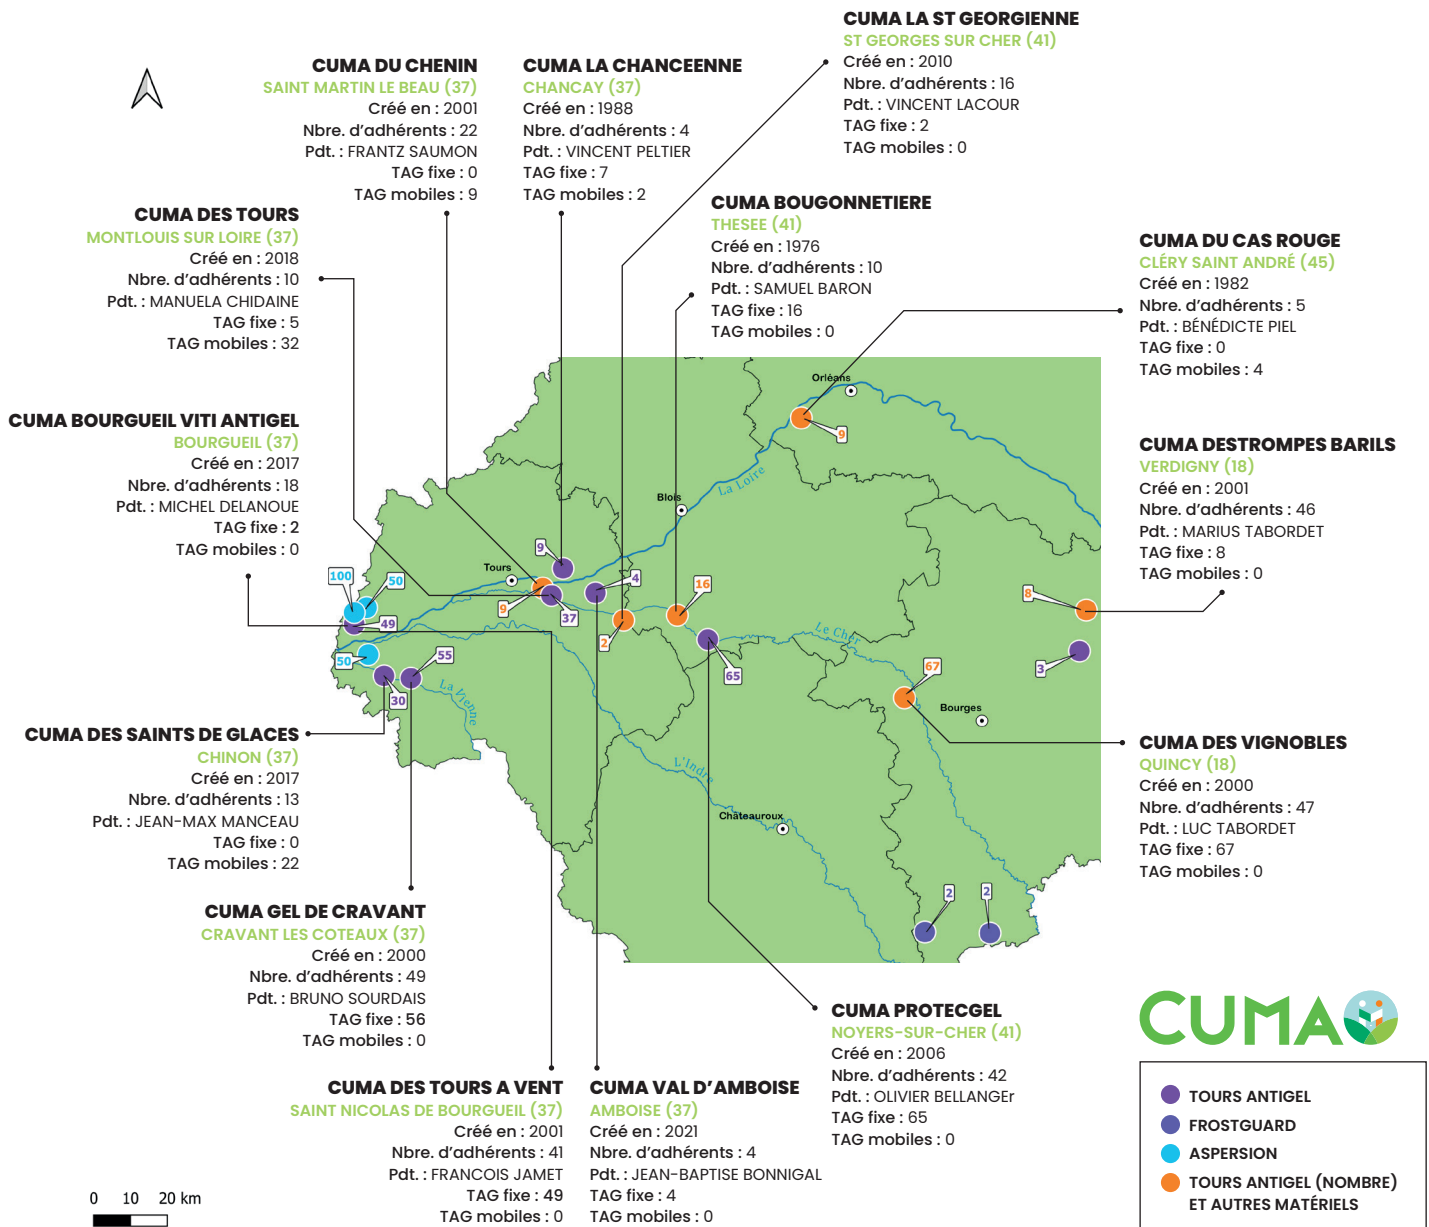 CUMA LA ST GEORGIENNE
ST GEORGES SUR CHER (41)
Créé en : 2010
Nbre. d'adhérents : 16
Pdt. : VINCENT LACOUR
TAG fixe : 2
TAG mobiles : 0
CUMA DU CHENIN
SAINT MARTIN LE BEAU (37)
Créé en : 2001
Nbre. d'adhérents : 22
Pdt. : FRANTZ SAUMON
TAG fixe : 0
TAG mobiles : 9
CUMA LA CHANCEENNE
CHANCAY (37)
Créé en : 1988
Nbre. d'adhérents : 4
Pdt. : VINCENT PELTIER
TAG fixe : 7
TAG mobiles : 2
CUMA DES TOURS
MONTLOUIS SUR LOIRE (37)
Créé en : 2018
Nbre. d'adhérents : 10
Pdt. : MANUELA CHIDAINE
TAG fixe : 5
TAG mobiles : 32
CUMA BOUGONNETIERE
THESEE (41)
Créé en : 1976
Nbre. d'adhérents : 10
Pdt. : SAMUEL BARON
TAG fixe : 16
TAG mobiles : 0
CUMA DU CAS ROUGE
CLÉRY SAINT ANDRÉ (45)
Créé en : 1982
Nbre. d'adhérents : 5
Pdt. : BÉNÉDICTE PIEL
TAG fixe : 0
TAG mobiles : 4
CUMA BOURGUEIL VITI ANTIGEL
BOURGUEIL (37)
Créé en : 2017
Nbre. d'adhérents : 18
Pdt. : MICHEL DELANOUE
TAG fixe : 2
TAG mobiles : 0
CUMA DESTROMPES BARILS
VERDIGNY (18)
Créé en : 2001
Nbre. d'adhérents : 46
Pdt. : MARIUS TABORDET
TAG fixe : 8
TAG mobiles : 0
Orléans
9
La Loire
Blois
9
Tours
4
16
100
50
9
37
2
8
49
Le Cher
50
55
65
67
3
30
La Vienne
Bourges
L'Indre
Châteauroux
2
2
CUMA DES SAINTS DE GLACES
CHINON (37)
Créé en : 2017
Nbre. d'adhérents : 13
Pdt. : JEAN-MAX MANCEAU
TAG fixe : 0
TAG mobiles : 22
CUMA DES VIGNOBLES
QUINCY (18)
Créé en : 2000
Nbre. d'adhérents : 47
Pdt. : LUC TABORDET
TAG fixe : 67
TAG mobiles : 0
CUMA GEL DE CRAVANT
CRAVANT LES COTEAUX (37)
Créé en : 2000
Nbre. d'adhérents : 49
Pdt. : BRUNO SOURDAIS
TAG fixe : 56
TAG mobiles : 0
CUMA PROTECGEL
NOYERS-SUR-CHER (41)
Créé en : 2006
Nbre. d'adhérents : 42
Pdt. : OLIVIER BELLANGEr
TAG fixe : 65
TAG mobiles : 0
CUMA DES TOURS A VENT
SAINT NICOLAS DE BOURGUEIL (37)
Créé en : 2001
Nbre. d'adhérents : 41
Pdt. : FRANCOIS JAMET
TAG fixe : 49
TAG mobiles : 0
CUMA VAL D'AMBOISE
AMBOISE (37)
Créé en : 2021
Nbre. d'adhérents : 4
Pdt. : JEAN-BAPTISE BONNIGAL
TAG fixe : 4
TAG mobiles : 0
CUMA
TOURS ANTIGEL
FROSTGUARD
ASPERSION
TOURS ANTIGEL (NOMBRE)
ET AUTRES MATÉRIELS
0 10 20 km